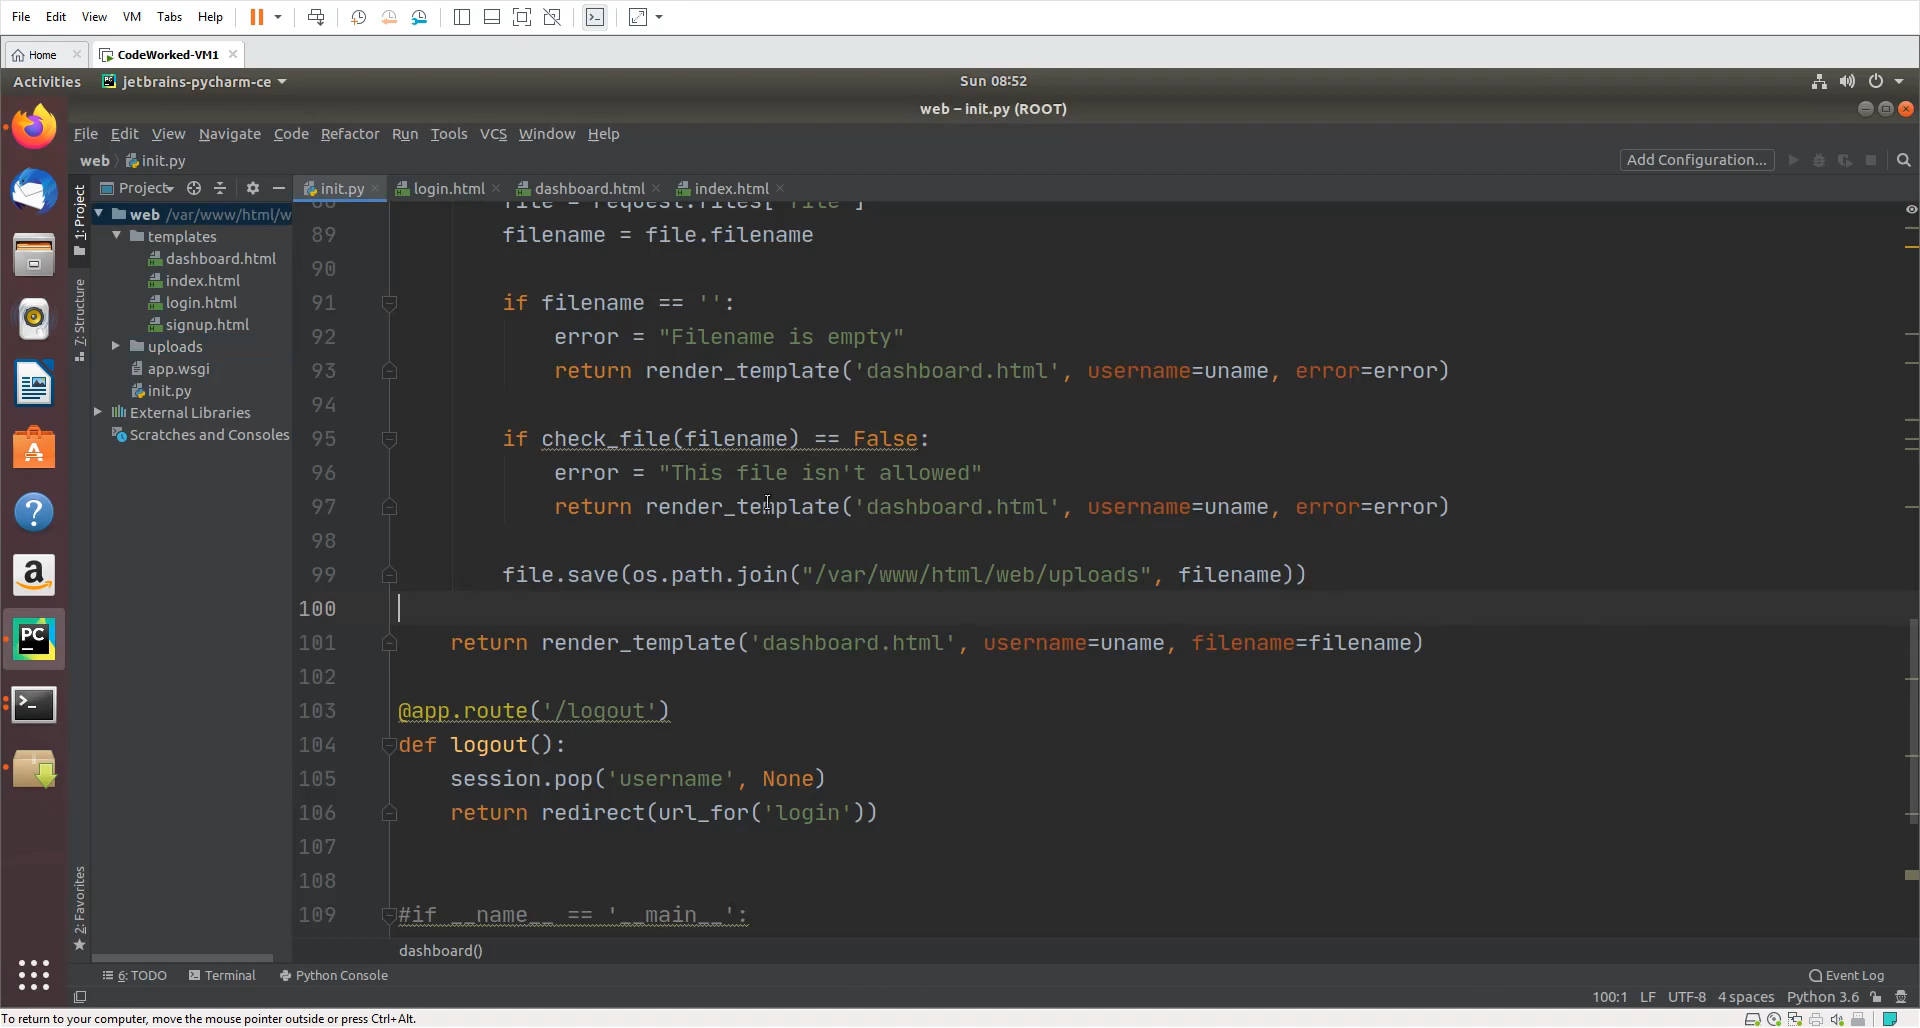 File Edit View VM Tabs Help
Home CodeWorked-VM1
Activities jetbrains-pycharm-ce Sun 08:52
web – init.py (ROOT)
File Edit View Navigate Code Refactor Run Tools VCS Window Help
web init.py Add Configuration...
Project init.py login.html dashboard.html index.html
1: Project
7: Structure
2: Favorites
web /var/www/html/w
templates
dashboard.html
index.html
login.html
signup.html
uploads
app.wsgi
init.py
External Libraries
Scratches and Consoles
88 file = request.files['file']
89 filename = file.filename
90
91 if filename == '':
92 error = "Filename is empty"
93 return render_template('dashboard.html', username=uname, error=error)
94
95 if check_file(filename) == False:
96 error = "This file isn't allowed"
97 return render_template('dashboard.html', username=uname, error=error)
98
99 file.save(os.path.join("/var/www/html/web/uploads", filename))
100
101 return render_template('dashboard.html', username=uname, filename=filename)
102
103 @app.route('/logout')
104 def logout():
105 session.pop('username', None)
106 return redirect(url_for('login'))
107
108
109 #if __name__ == '__main__':
dashboard()
6: TODO Terminal Python Console Event Log
100:1 LF UTF-8 4 spaces Python 3.6
To return to your computer, move the mouse pointer outside or press Ctrl+Alt.